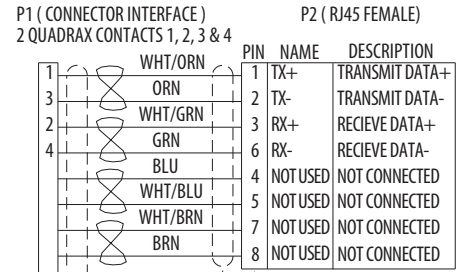 P1 ( CONNECTOR INTERFACE ) P2 ( RJ45 FEMALE)
2 QUADRAX CONTACTS 1, 2, 3 & 4
PIN NAME DESCRIPTION
1 WHT/ORN 1 TX+ TRANSMIT DATA+
3 ORN 2 TX- TRANSMIT DATA-
2 WHT/GRN 3 RX+ RECIEVE DATA+
4 GRN 6 RX- RECIEVE DATA-
BLU 4 NOT USED NOT CONNECTED
WHT/BLU 5 NOT USED NOT CONNECTED
WHT/BRN 7 NOT USED NOT CONNECTED
BRN 8 NOT USED NOT CONNECTED